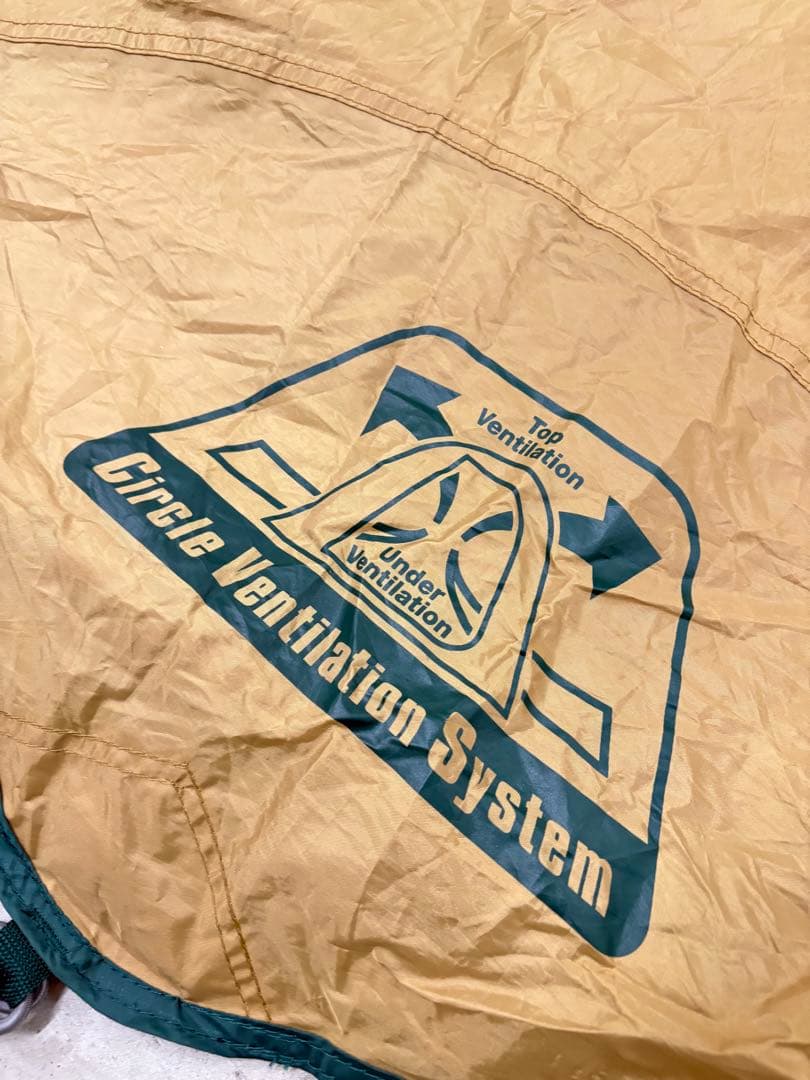 Top
Ventilation
Under
Ventilation
Circle Ventilation System